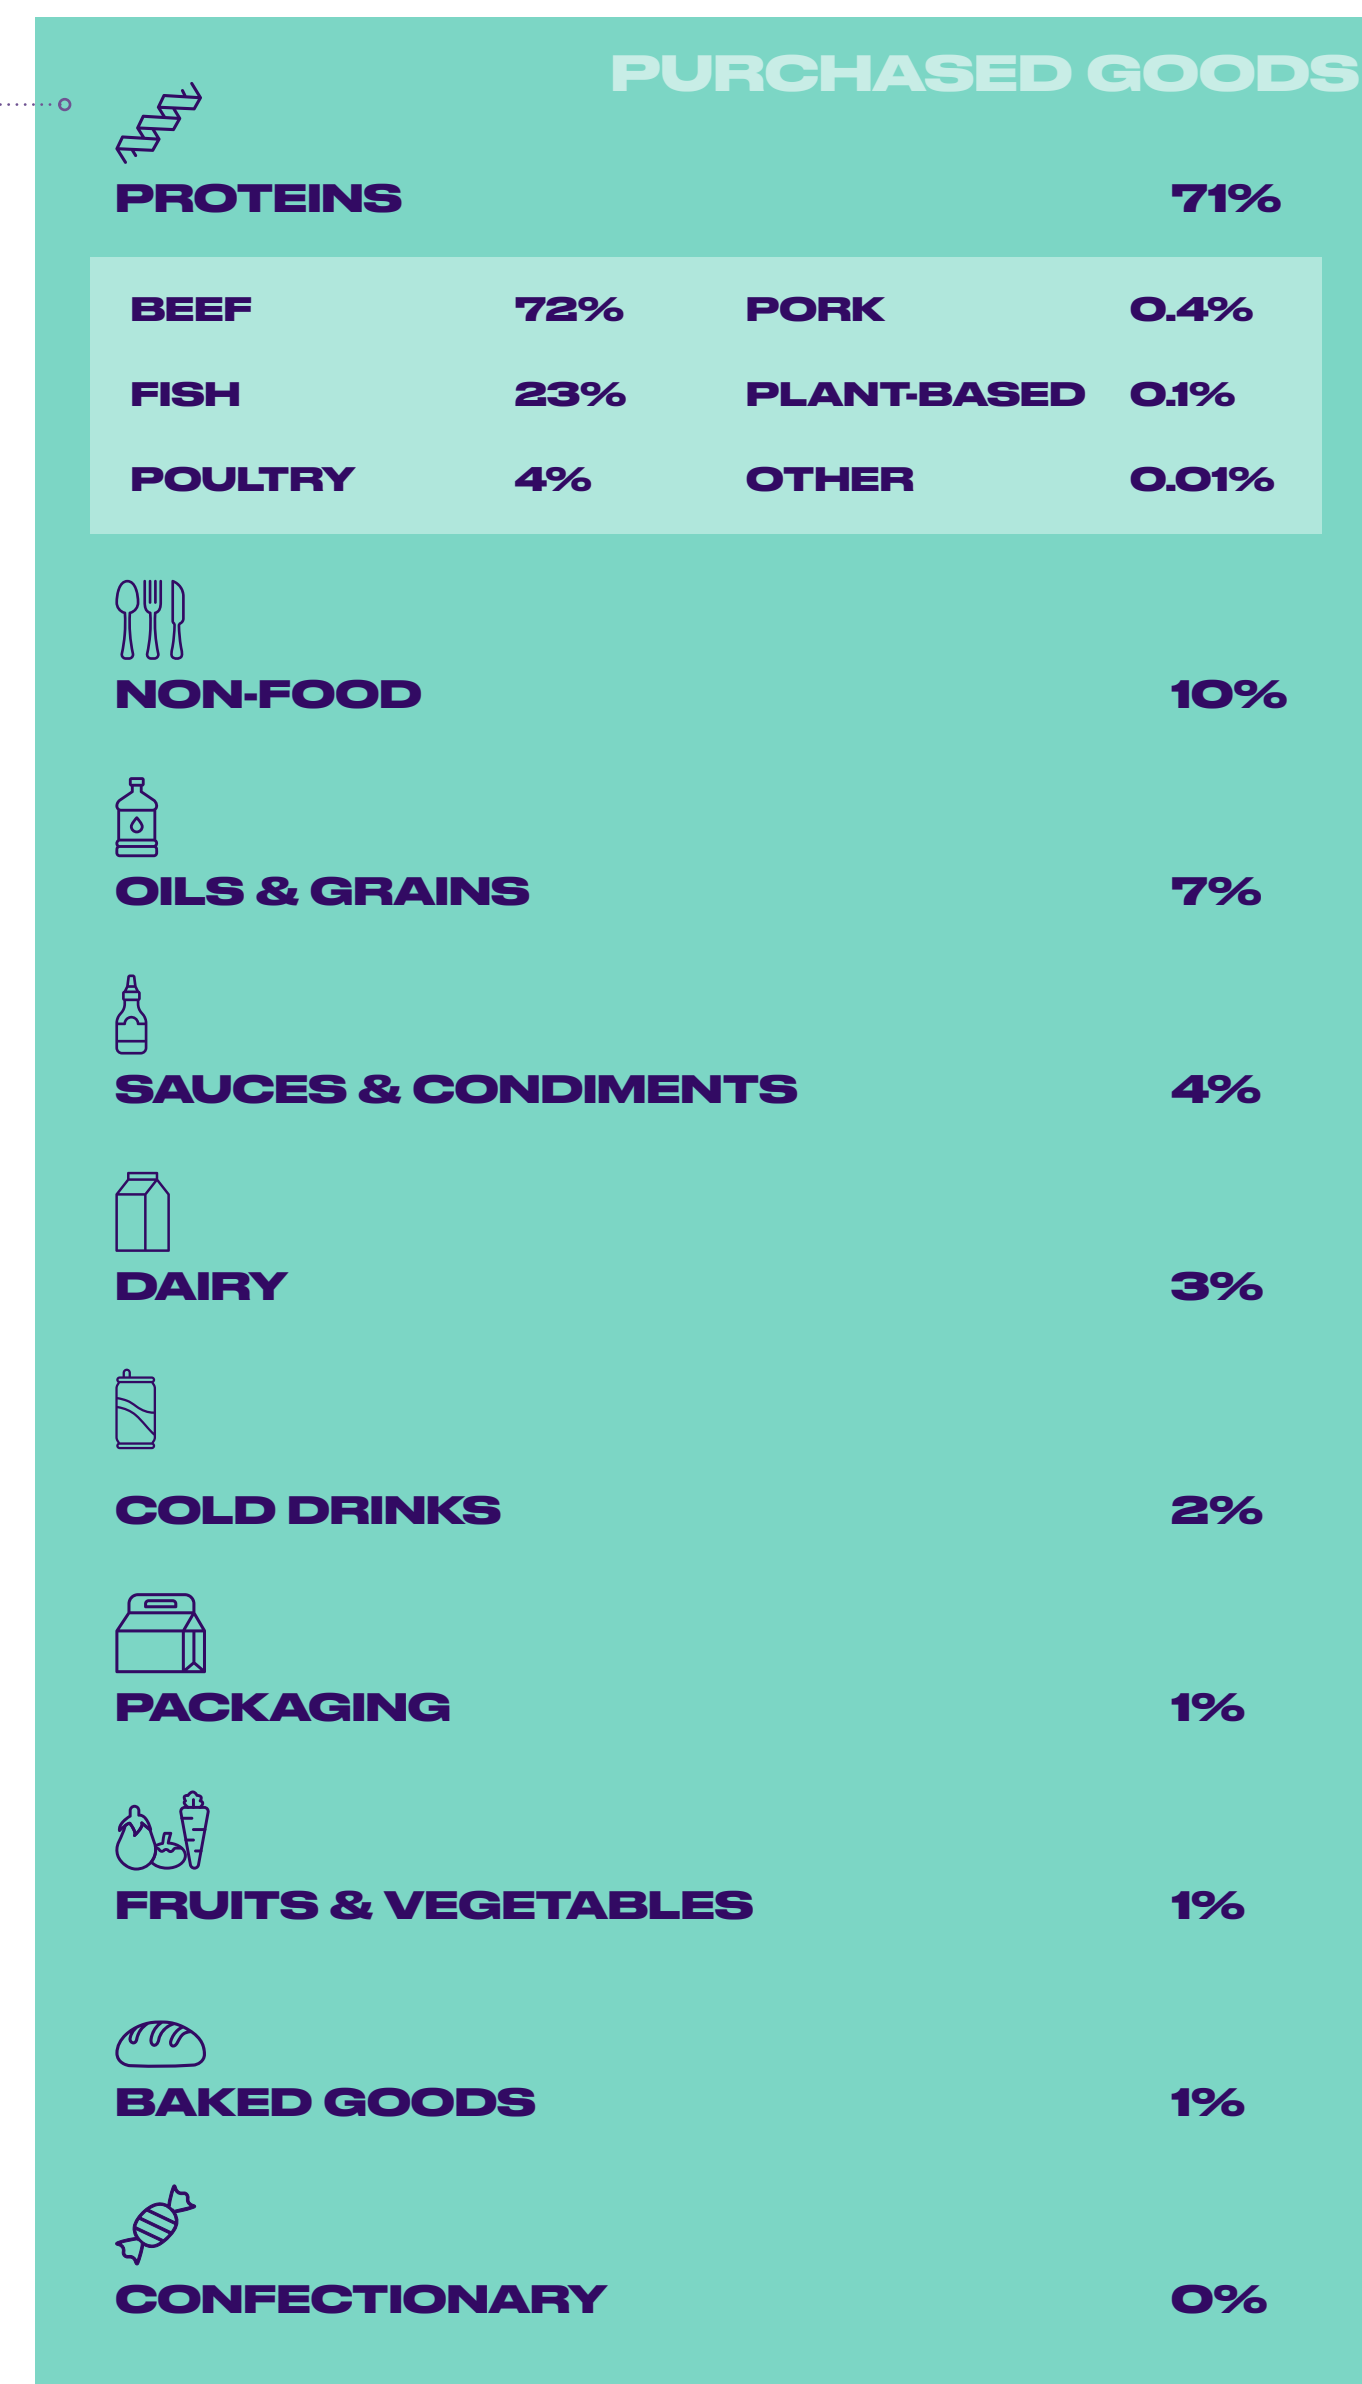 PURCHASED GOODS
PROTEINS 71%
BEEF 72% PORK 0.4%
FISH 23% PLANT-BASED 0.1%
POULTRY 4% OTHER 0.01%
NON-FOOD 10%
OILS & GRAINS 7%
SAUCES & CONDIMENTS 4%
DAIRY 3%
COLD DRINKS 2%
PACKAGING 1%
FRUITS & VEGETABLES 1%
BAKED GOODS 1%
CONFECTIONARY 0%